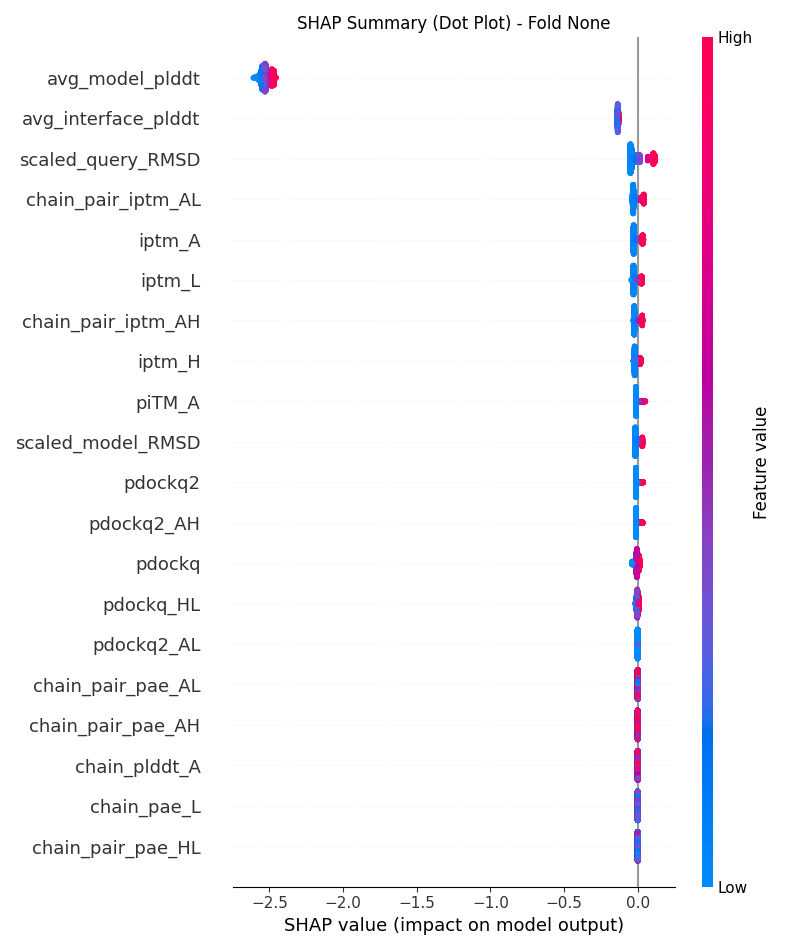 SHAP Summary (Dot Plot) - Fold None
High
avg_model_plddt
avg_interface_plddt
scaled_query_RMSD
chain_pair_iptm_AL
iptm_A
iptm_L
chain_pair_iptm_AH
iptm_H
piTM_A
scaled_model_RMSD
pdockq2
pdockq2_AH
pdockq
pdockq_HL
pdockq2_AL
chain_pair_pae_AL
chain_pair_pae_AH
chain_plddt_A
chain_pae_L
chain_pair_pae_HL
Feature value
Low
−2.5 −2.0 −1.5 −1.0 −0.5 0.0
SHAP value (impact on model output)